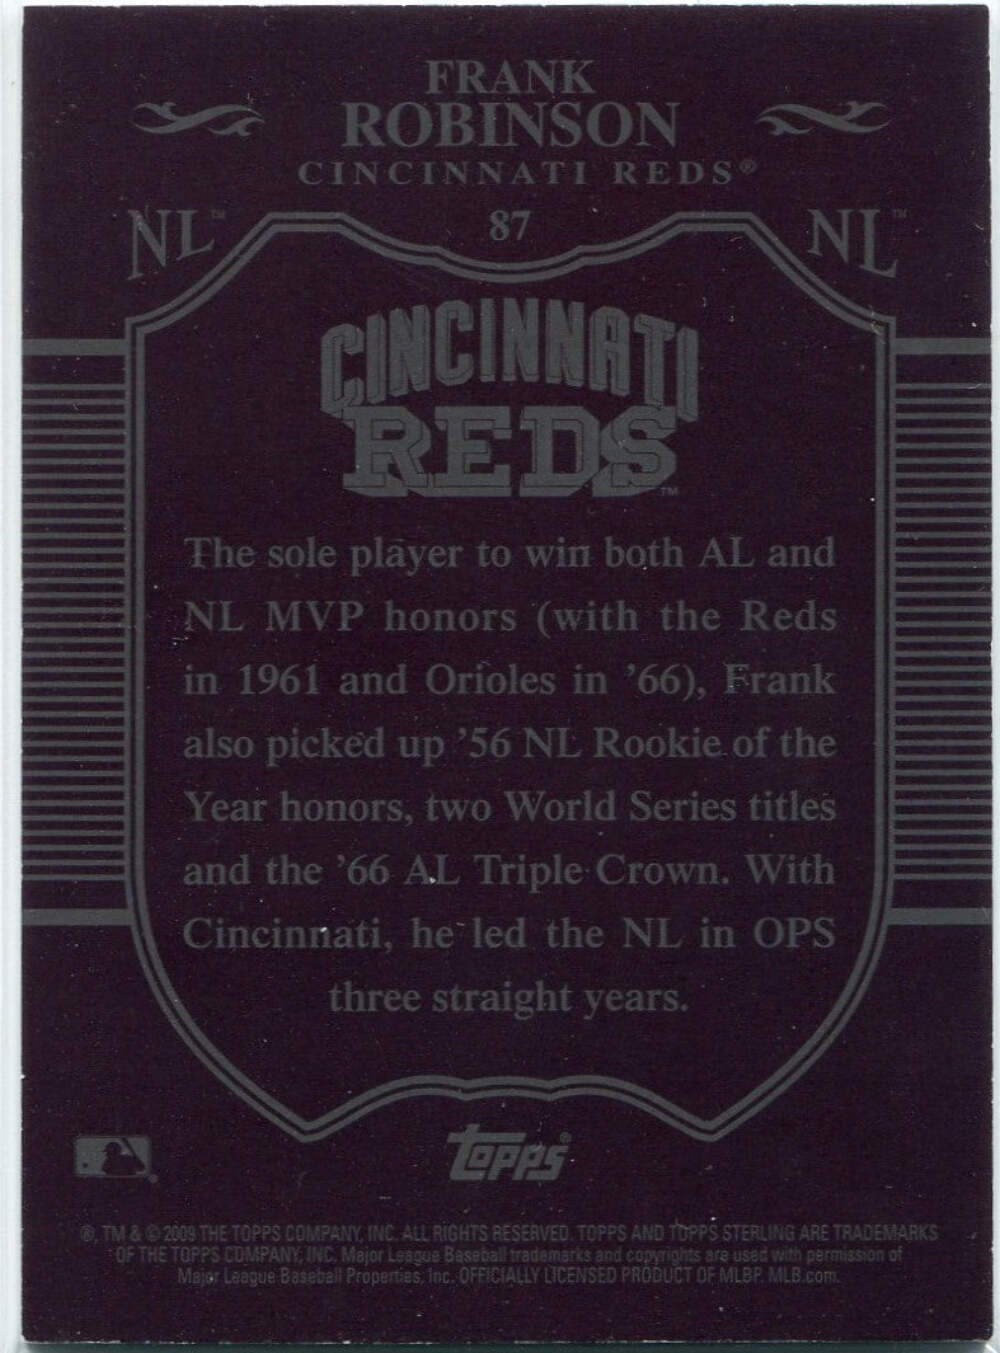 FRANK
ROBINSON
CINCINNATI REDS®
NL™ 87 NL™
CINCINNATI
REDS™
The sole player to win both AL and
NL MVP honors (with the Reds
in 1961 and Orioles in ’66), Frank
also picked up ’56 NL Rookie of the
Year honors, two World Series titles
and the ’66 AL Triple Crown. With
Cincinnati, he led the NL in OPS
three straight years.
Topps®
®, TM & © 2009 THE TOPPS COMPANY, INC. ALL RIGHTS RESERVED. TOPPS AND TOPPS STERLING ARE TRADEMARKS
OF THE TOPPS COMPANY, INC. Major League Baseball trademarks and copyrights are used with permission of
Major League Baseball Properties, Inc. OFFICIALLY LICENSED PRODUCT OF MLBP. MLB.com.